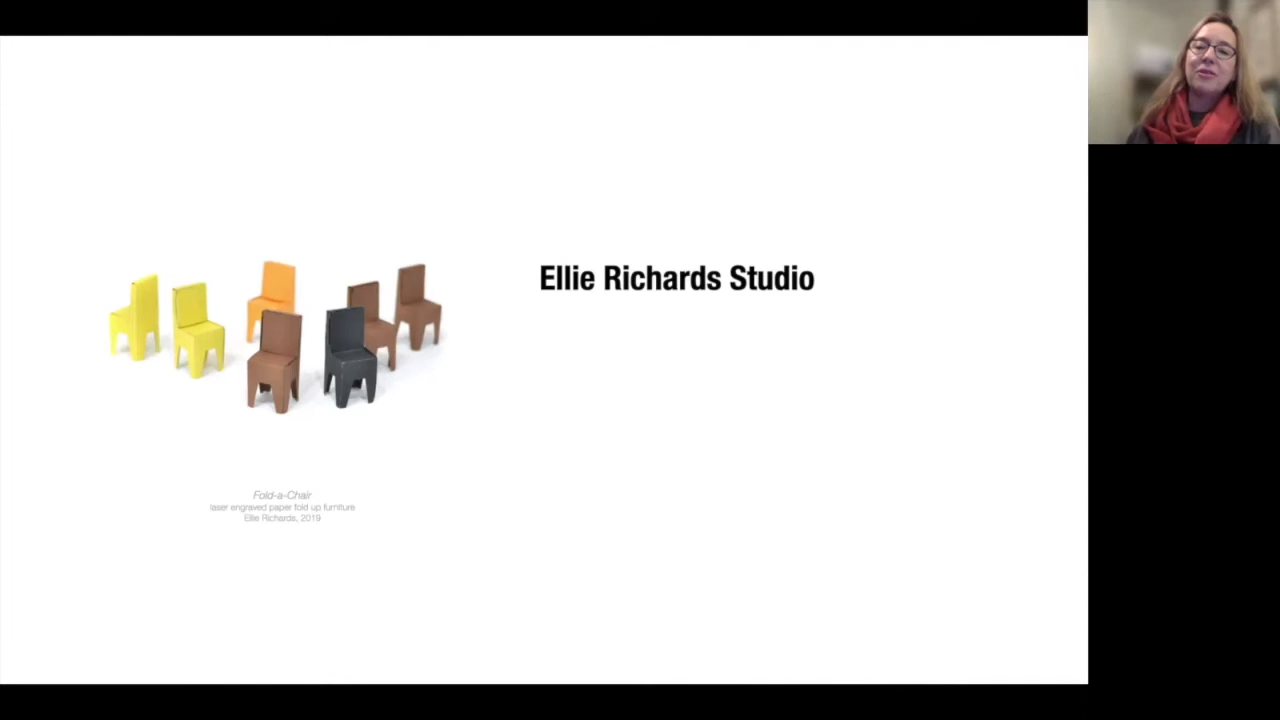 Ellie Richards Studio
Fold-a-Chair
laser engraved paper fold up furniture
Ellie Richards, 2019